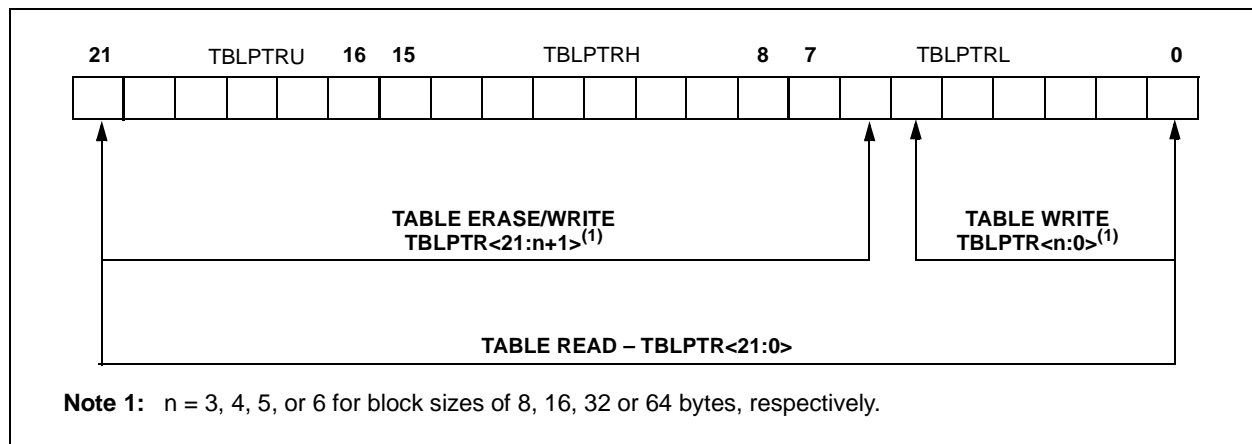 21 TBLPTRU 16 15 TBLPTRH 8 7 TBLPTRL 0
TABLE ERASE/WRITE
TBLPTR<21:n+1>(1)
TABLE WRITE
TBLPTR<n:0>(1)
TABLE READ – TBLPTR<21:0>
Note 1: n = 3, 4, 5, or 6 for block sizes of 8, 16, 32 or 64 bytes, respectively.